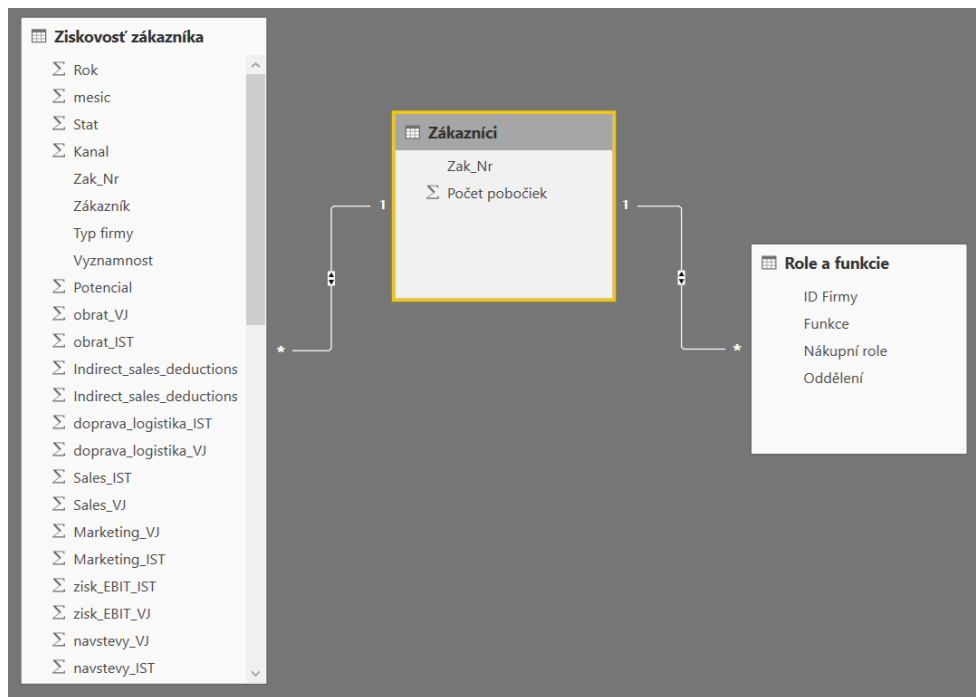 Ziskovosť zákazníka
Σ Rok
Σ mesic
Σ Stat
Σ Kanal
Zak_Nr
Zákazník
Typ firmy
Vyznamnost
Σ Potencial
Σ obrat_VJ
Σ obrat_IST
Σ Indirect_sales_deductions
Σ Indirect_sales_deductions
Σ doprava_logistika_IST
Σ doprava_logistika_VJ
Σ Sales_IST
Σ Sales_VJ
Σ Marketing_VJ
Σ Marketing_IST
Σ zisk_EBIT_IST
Σ zisk_EBIT_VJ
Σ navstevy_VJ
Σ navstevy_IST
*
1
Zákazníci
Zak_Nr
Σ Počet pobočiek
1
*
Role a funkcie
ID Firmy
Funkce
Nákupní role
Oddělení